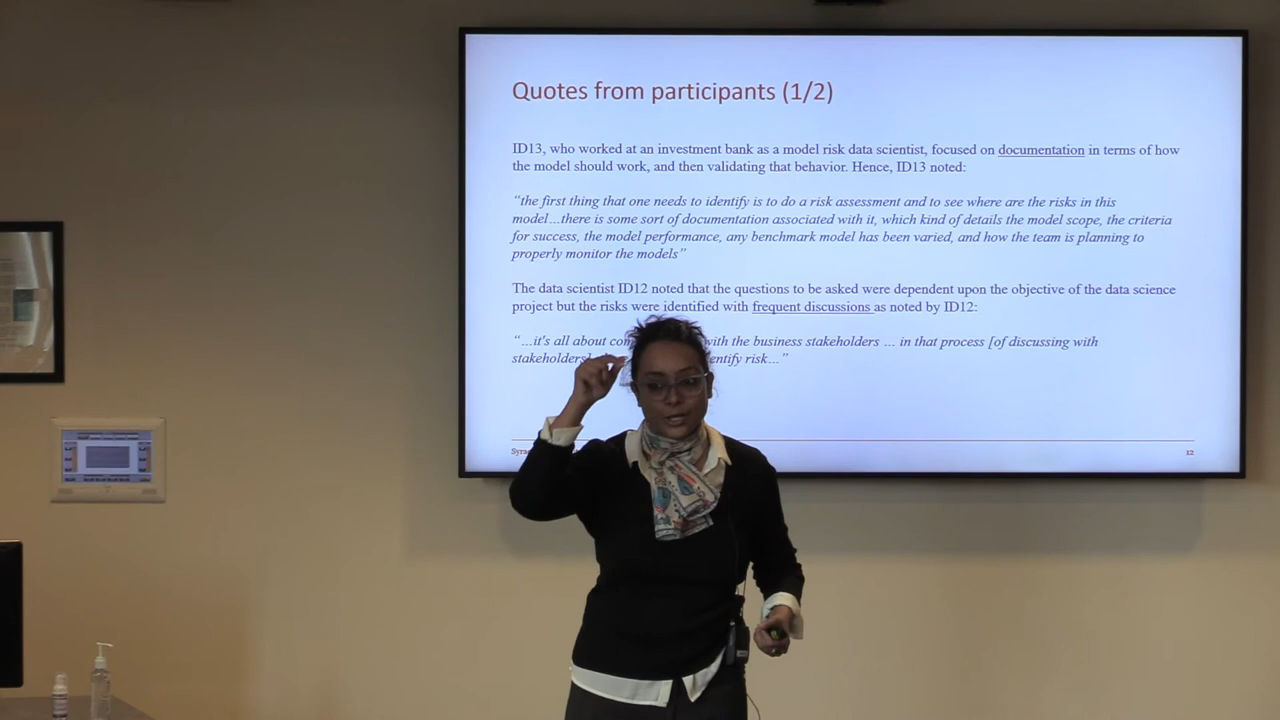 Quotes from participants (1/2)
ID13, who worked at an investment bank as a model risk data scientist, focused on documentation in terms of how
the model should work, and then validating that behavior. Hence, ID13 noted:
“the first thing that one needs to identify is to do a risk assessment and to see where are the risks in this
model…there is some sort of documentation associated with it, which kind of details the model scope, the criteria
for success, the model performance, any benchmark model has been varied, and how the team is planning to
properly monitor the models”
The data scientist ID12 noted that the questions to be asked were dependent upon the objective of the data science
project but the risks were identified with frequent discussions as noted by ID12:
“…it's all about with the business stakeholders … in that process [of discussing with
risk…”
12